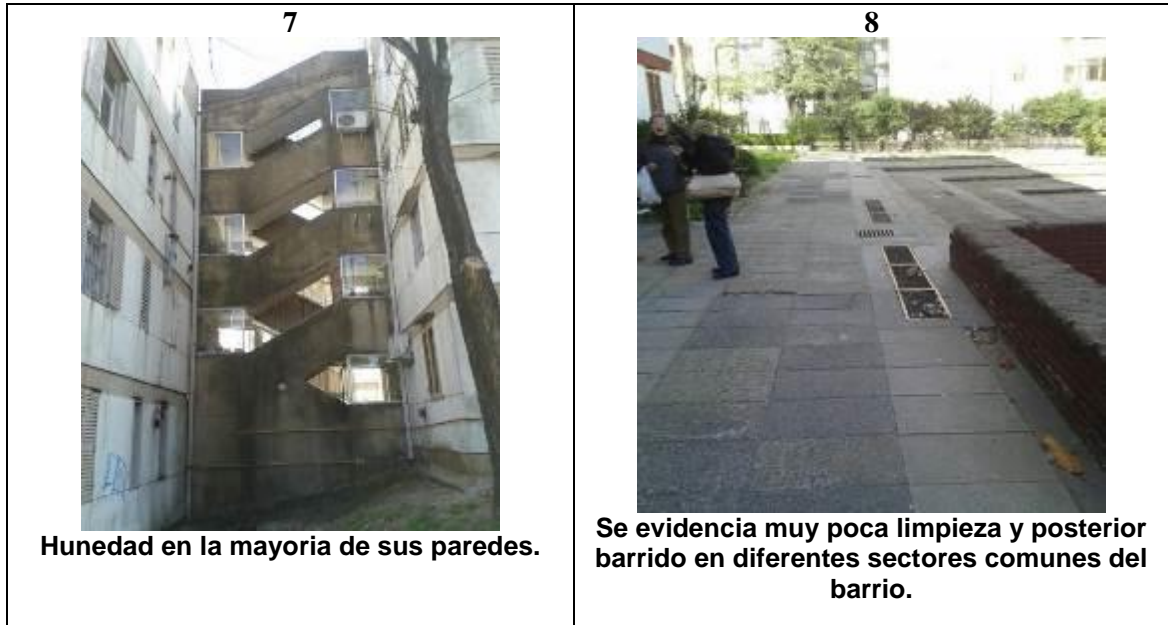 7
Hunedad en la mayoria de sus paredes.
8
Se evidencia muy poca limpieza y posterior
barrido en diferentes sectores comunes del
barrio.